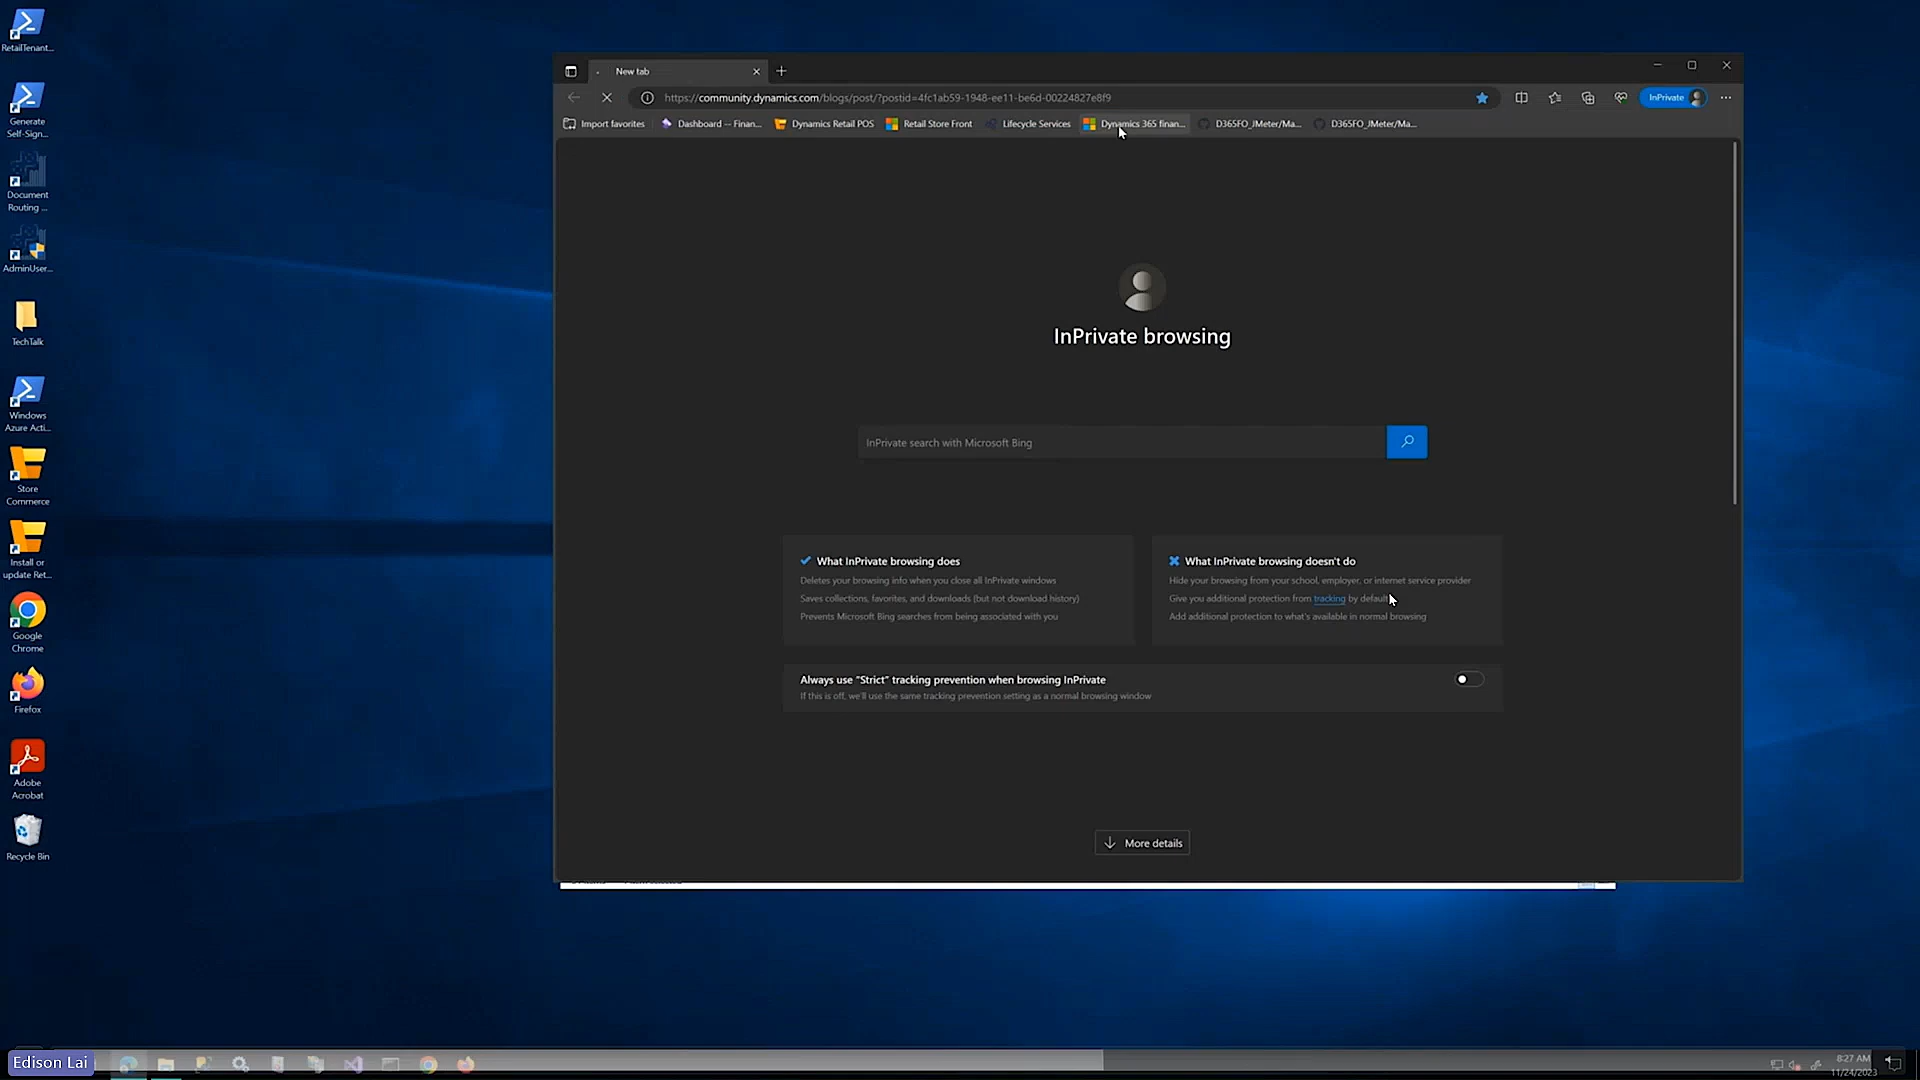 RetailTenant...
Generate
Self-Sign...
Document
Routing ...
AdminUser...
TechTalk
Windows
Azure Acti...
Store
Commerce
Install or
update Ret...
Google
Chrome
Firefox
Adobe
Acrobat
Recycle Bin
New tab
https://community.dynamics.com/blogs/post/?postid=4fc1ab59-1948-ee11-be6d-00224827e8f9
InPrivate
Import favorites
Dashboard -- Finan...
Dynamics Retail POS
Retail Store Front
Lifecycle Services
Dynamics 365 finan...
D365FO_JMeter/Ma...
D365FO_JMeter/Ma...
InPrivate browsing
InPrivate search with Microsoft Bing
What InPrivate browsing does
Deletes your browsing info when you close all InPrivate windows
Saves collections, favorites, and downloads (but not download history)
Prevents Microsoft Bing searches from being associated with you
What InPrivate browsing doesn't do
Hide your browsing from your school, employer, or internet service provider
Give you additional protection from tracking by default
Add additional protection to what's available in normal browsing
Always use "Strict" tracking prevention when browsing InPrivate
If this is off, we'll use the same tracking prevention setting as a normal browsing window
More details
Edison Lai
8:27 AM
11/24/2023